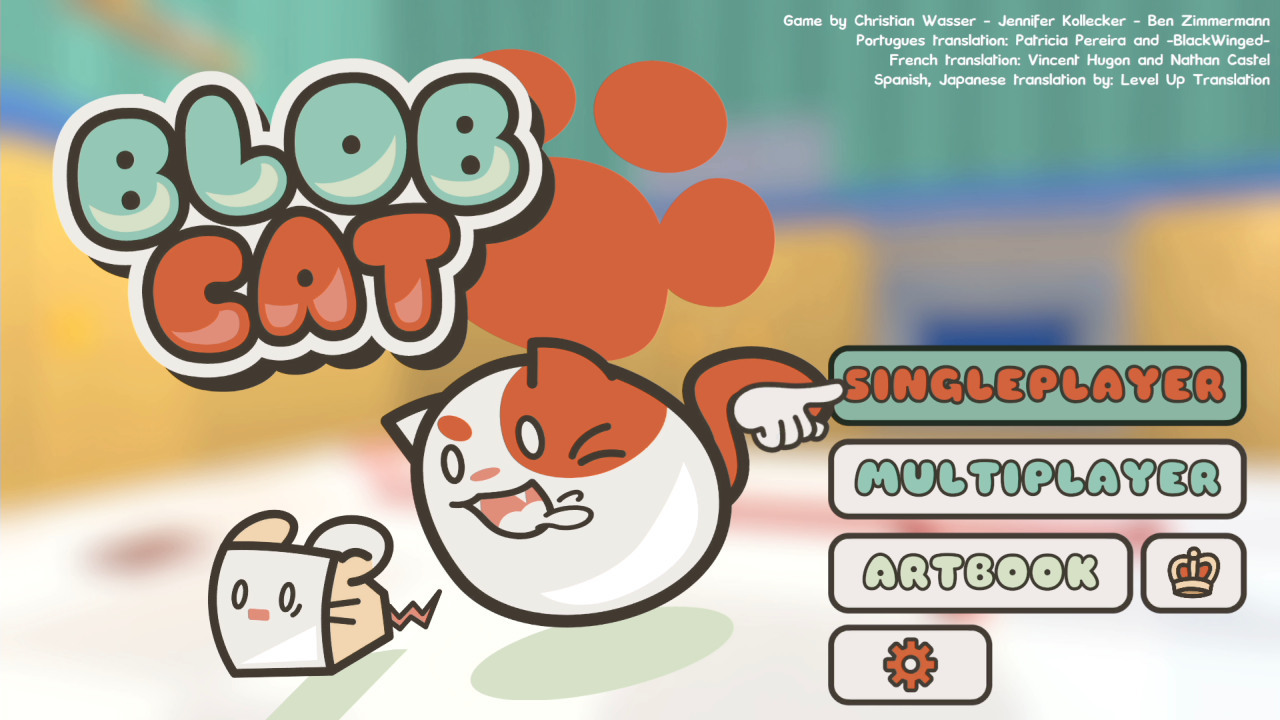 Game by Christian Wasser - Jennifer Kollecker - Ben Zimmermann
Portugues translation: Patricia Pereira and -BlackWinged-
French translation: Vincent Hugon and Nathan Castel
Spanish, Japanese translation by: Level Up Translation
BLOB
CAT
SINGLEPLAYER
MULTIPLAYER
ARTBOOK